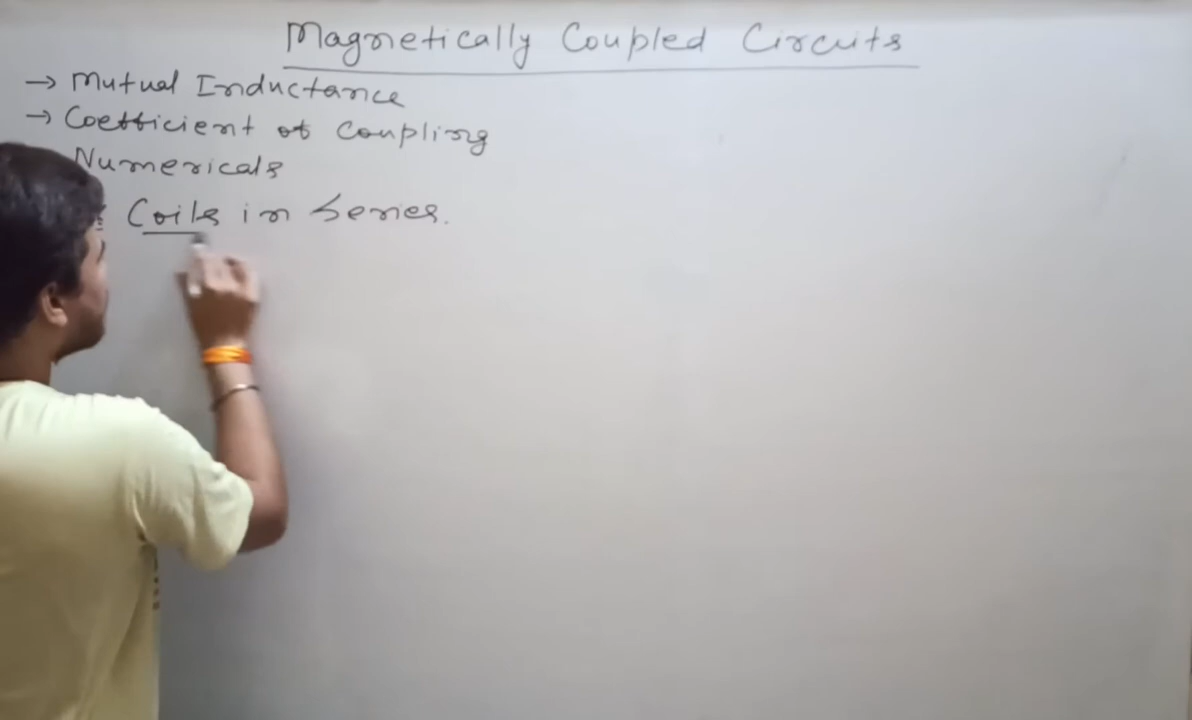 Magnetically Coupled Circuits
→ Mutual Inductance
→ Coefficient of Coupling
Numericals
Coils in Series.